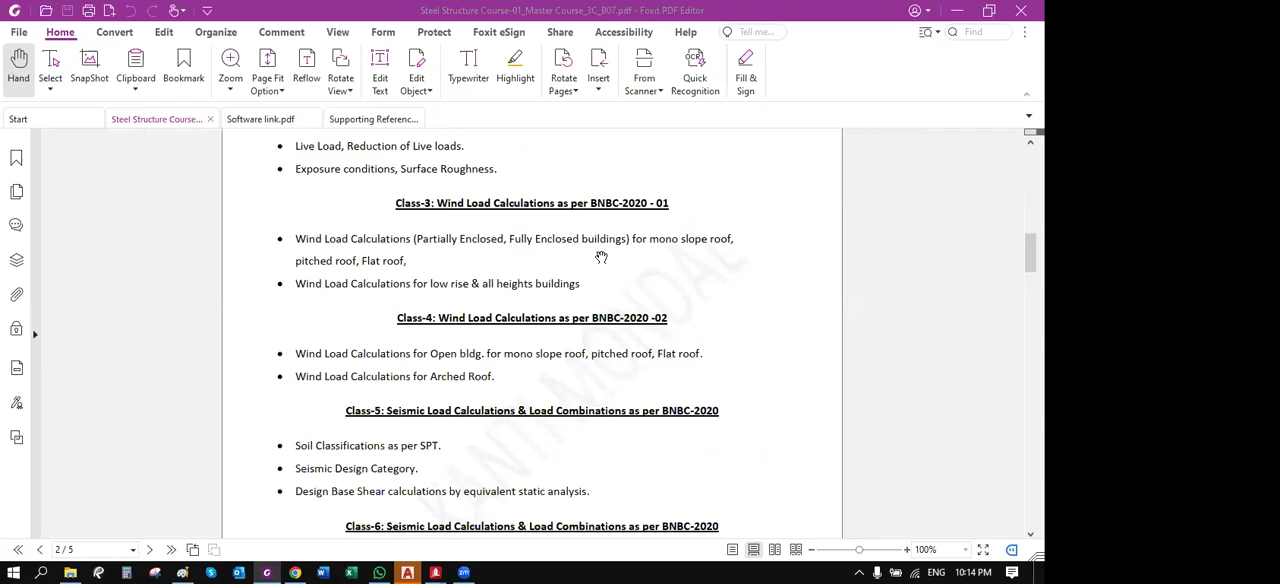 Steel Structure Course-01_Master Course_3C_B07.pdf - Foxit PDF Editor
File Home Convert Edit Organize Comment View Form Protect Foxit eSign Share Accessibility Help Tell me... Find
Hand Select SnapShot Clipboard Bookmark Zoom Page Fit Option Reflow Rotate View Edit Text Edit Object Typewriter Highlight Rotate Pages Insert From Scanner Quick Recognition Fill & Sign
Start Steel Structure Course... Software link.pdf Supporting Referenc...
• Live Load, Reduction of Live loads.
• Exposure conditions, Surface Roughness.
Class-3: Wind Load Calculations as per BNBC-2020 - 01
• Wind Load Calculations (Partially Enclosed, Fully Enclosed buildings) for mono slope roof,
pitched roof, Flat roof,
• Wind Load Calculations for low rise & all heights buildings
Class-4: Wind Load Calculations as per BNBC-2020 -02
• Wind Load Calculations for Open bldg. for mono slope roof, pitched roof, Flat roof.
• Wind Load Calculations for Arched Roof.
Class-5: Seismic Load Calculations & Load Combinations as per BNBC-2020
• Soil Classifications as per SPT.
• Seismic Design Category.
• Design Base Shear calculations by equivalent static analysis.
Class-6: Seismic Load Calculations & Load Combinations as per BNBC-2020
KANTI MONDAL
2 / 5 100%
ENG 10:14 PM